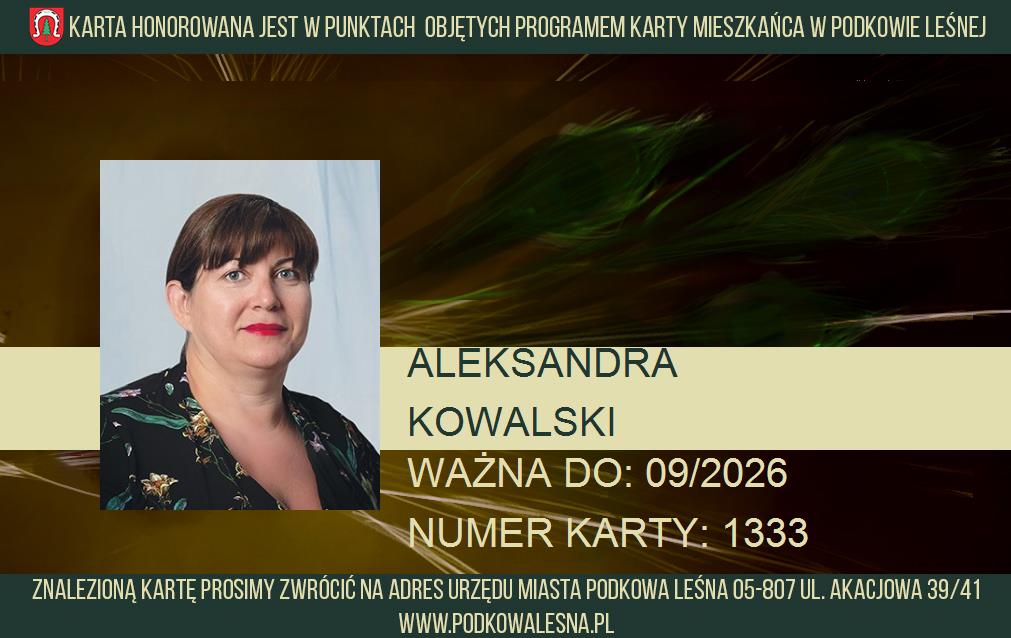 KARTA HONOROWANA JEST W PUNKTACH OBJĘTYCH PROGRAMEM KARTY MIESZKAŃCA W PODKOWIE LEŚNEJ
ALEKSANDRA
KOWALSKI
WAŻNA DO: 09/2026
NUMER KARTY: 1333
ZNALEZIONĄ KARTĘ PROSIMY ZWRÓCIĆ NA ADRES URZĘDU MIASTA PODKOWA LEŚNA 05-807 UL. AKACJOWA 39/41
WWW.PODKOWALESNA.PL